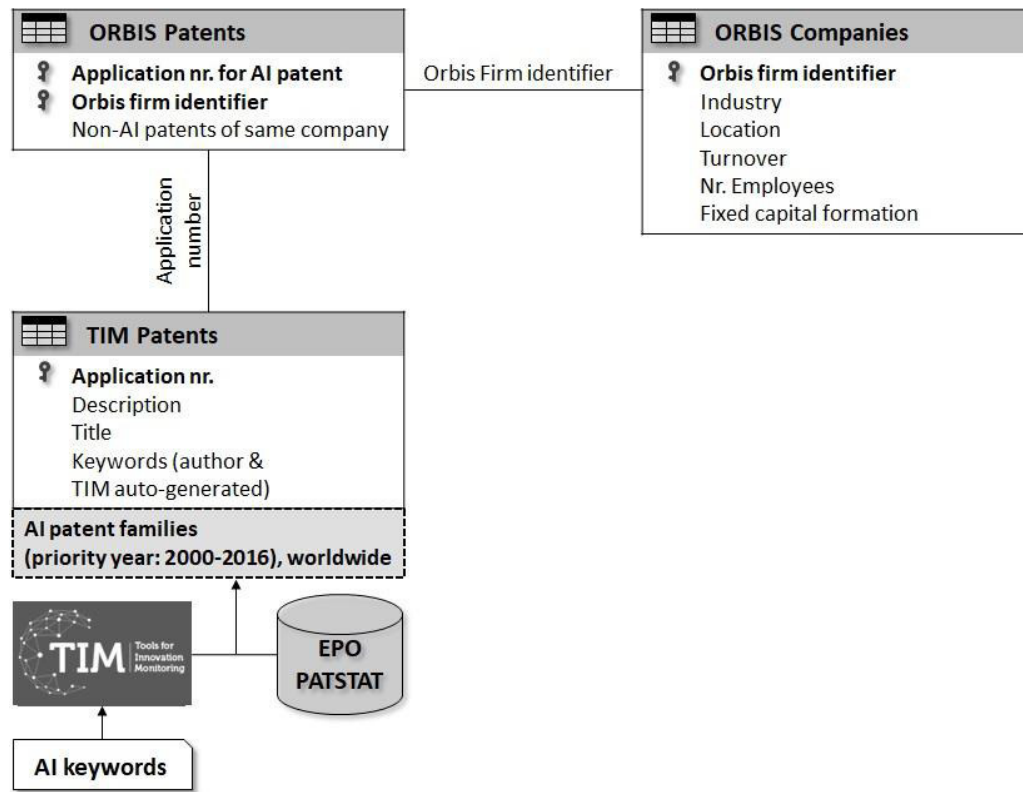 ORBIS Patents
Application nr. for AI patent
Orbis firm identifier
Non-AI patents of same company
Orbis Firm identifier
ORBIS Companies
Orbis firm identifier
Industry
Location
Turnover
Nr. Employees
Fixed capital formation
Application
number
TIM Patents
Application nr.
Description
Title
Keywords (author &
TIM auto-generated)
AI patent families
(priority year: 2000-2016), worldwide
TIM
Tools for
Innovation
Monitoring
EPO
PATSTAT
AI keywords